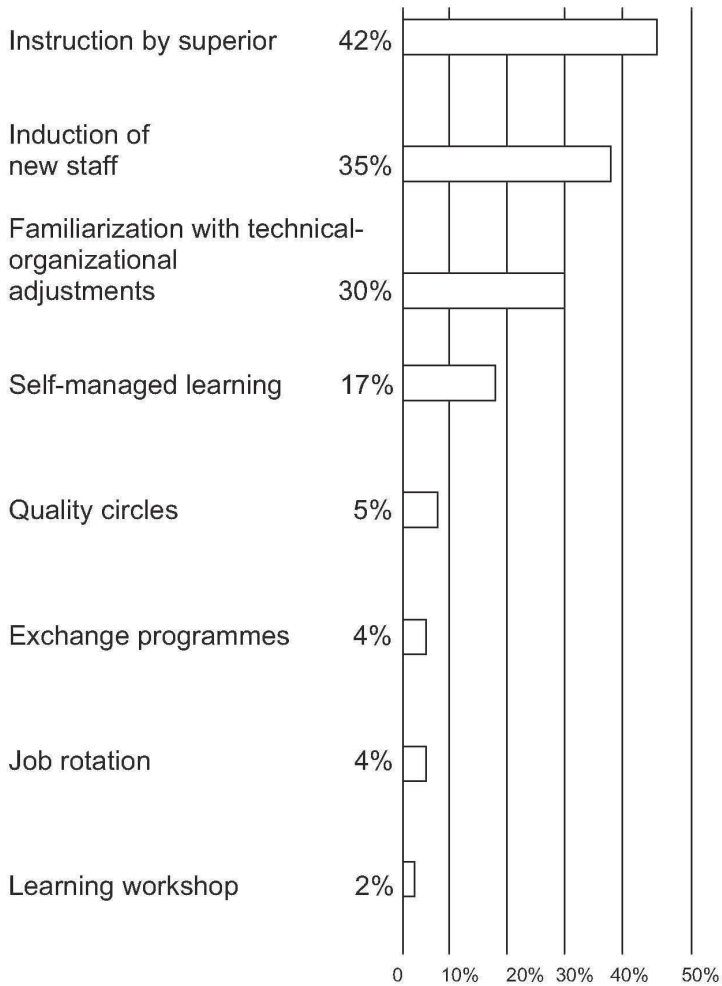 Instruction by superior 42%
Induction of
new staff 35%
Familiarization with technical-
organizational
adjustments 30%
Self-managed learning 17%
Quality circles 5%
Exchange programmes 4%
Job rotation 4%
Learning workshop 2%
0 10% 20% 30% 40% 50%